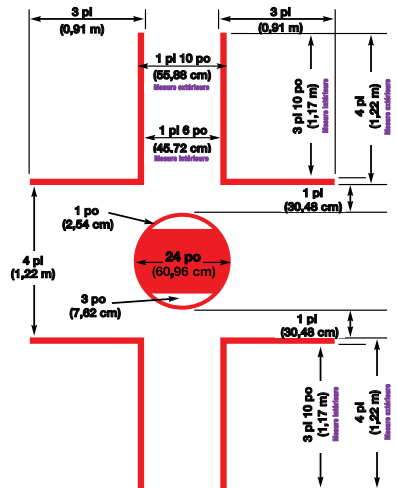 3 pi
(0,91 m)
3 pi
(0,91 m)
1 pi 10 po
(55,88 cm)
Mesure extérieure
1 pi 6 po
(45.72 cm)
Mesure intérieure
3 pi 10 po
(1,17 m)
Mesure intérieure
4 pi
(1,22 m)
Mesure extérieure
1 pi
(30,48 cm)
1 po
(2,54 cm)
4 pi
(1,22 m)
24 po
(60,96 cm)
3 po
(7,62 cm)
1 pi
(30,48 cm)
3 pi 10 po
(1,17 m)
Mesure intérieure
4 pi
(1,22 m)
Mesure extérieure